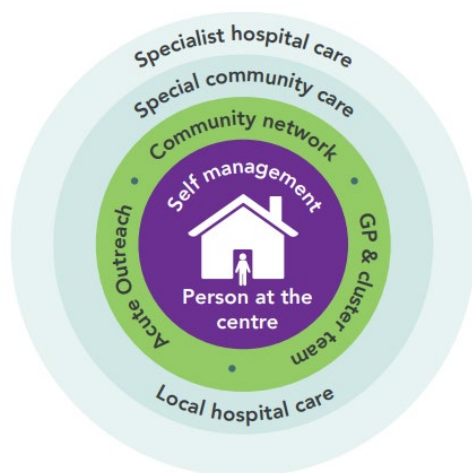 Specialist hospital care
Special community care
Community network
Self management
Acute Outreach
GP & cluster team
Person at the
centre
Local hospital care